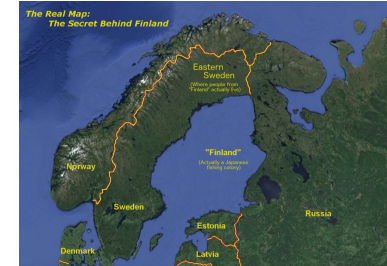 The Real Map:
The Secret Behind Finland
Eastern
Sweden
(Where people from
"Finland" actually live)
"Finland"
(Actually a Japanese
fishing colony)
Norway
Sweden
Estonia
Russia
Denmark
Latvia